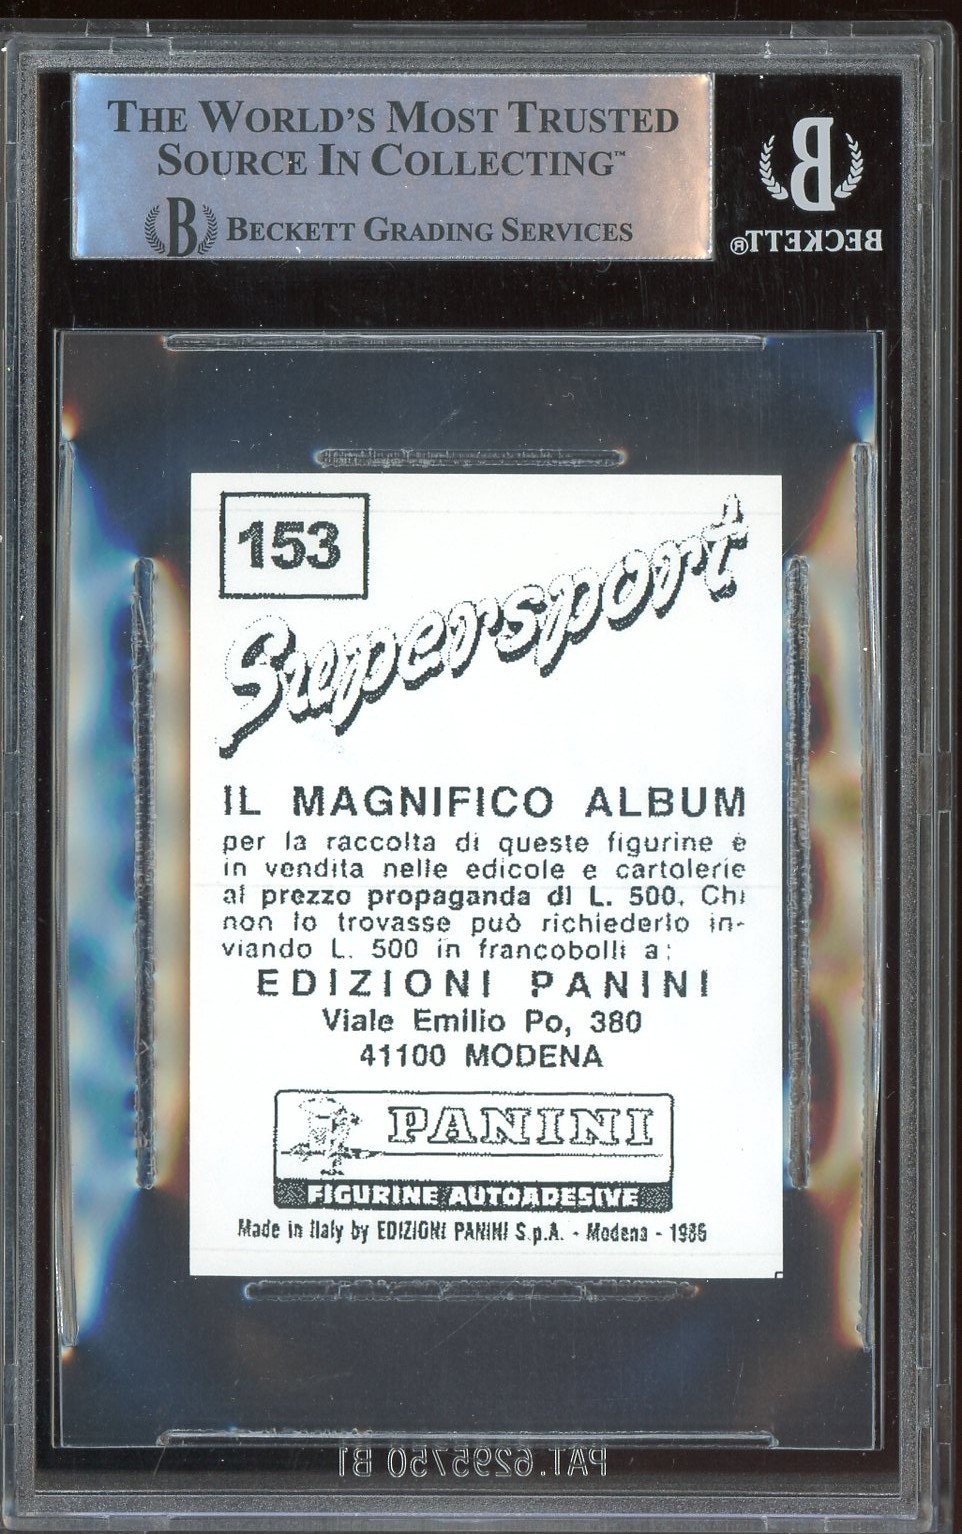 THE WORLD'S MOST TRUSTED
SOURCE IN COLLECTING™
B BECKETT GRADING SERVICES
B
BECKETT®
153
Supersport
IL MAGNIFICO ALBUM
per la raccolta di queste figurine è
in vendita nelle edicole e cartolerie
al prezzo propaganda di L. 500. Chi
non lo trovasse può richiederlo in-
viando L. 500 in francobolli a:
EDIZIONI PANINI
Viale Emilio Po, 380
41100 MODENA
PANINI
FIGURINE AUTOADESIVE
Made in Italy by EDIZIONI PANINI S.p.A. - Modena - 1986
PAT. 6295750 B1